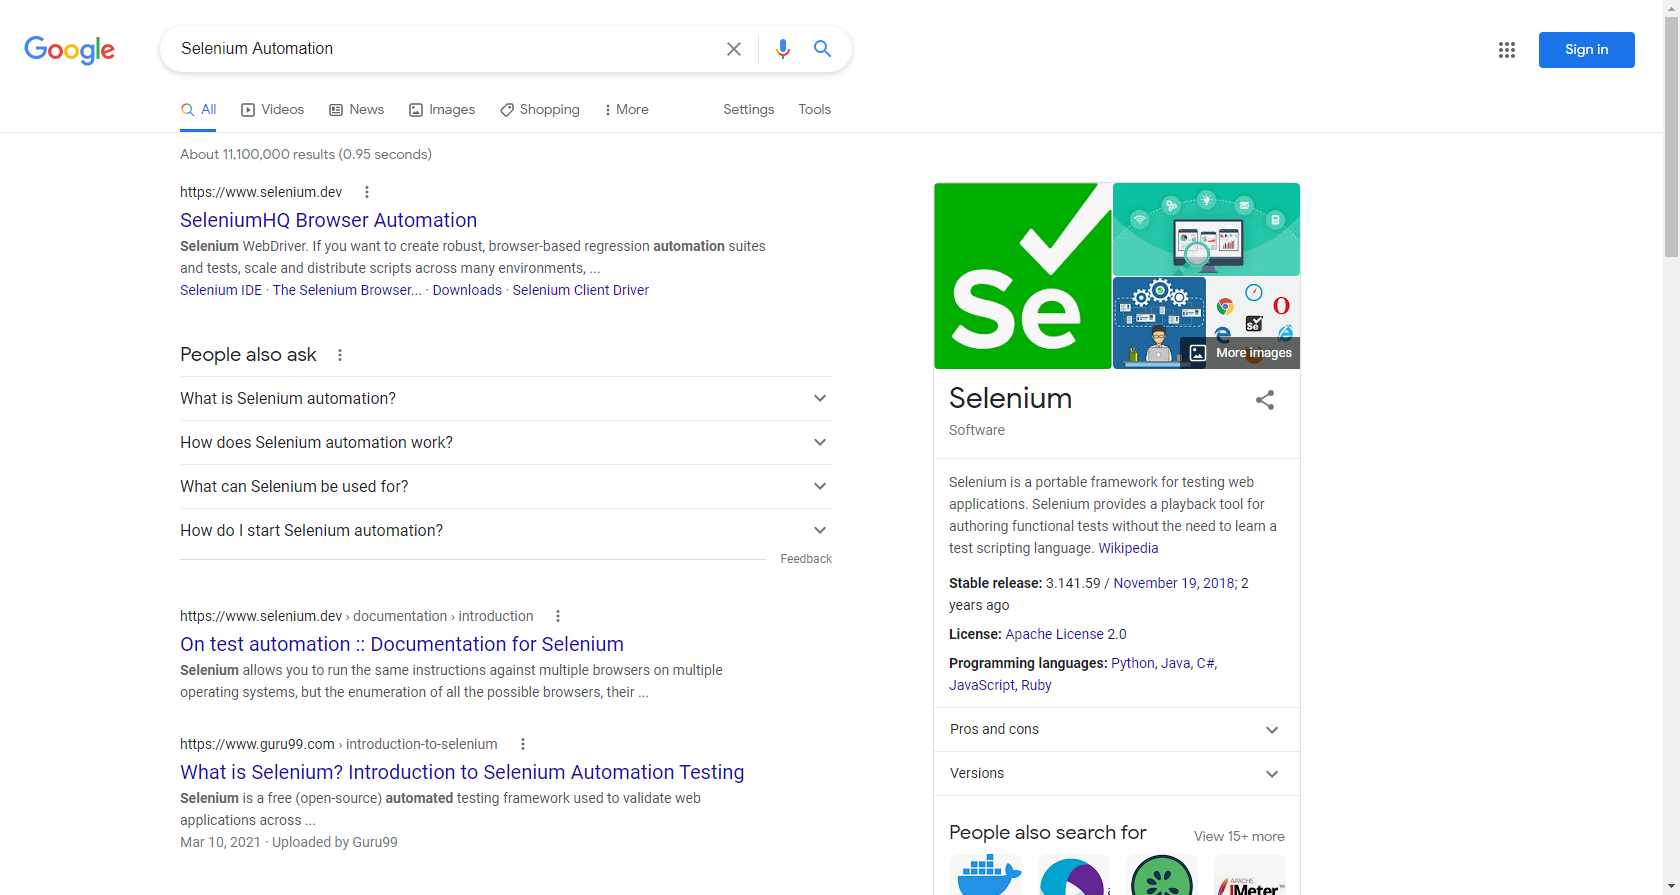 Google
Selenium Automation
Sign in
All Videos News Images Shopping More Settings Tools
About 11,100,000 results (0.95 seconds)
https://www.selenium.dev
SeleniumHQ Browser Automation
Selenium WebDriver. If you want to create robust, browser-based regression automation suites
and tests, scale and distribute scripts across many environments, ...
Selenium IDE · The Selenium Browser... · Downloads · Selenium Client Driver
People also ask
What is Selenium automation?
How does Selenium automation work?
What can Selenium be used for?
How do I start Selenium automation?
Feedback
https://www.selenium.dev › documentation › introduction
On test automation :: Documentation for Selenium
Selenium allows you to run the same instructions against multiple browsers on multiple
operating systems, but the enumeration of all the possible browsers, their ...
https://www.guru99.com › introduction-to-selenium
What is Selenium? Introduction to Selenium Automation Testing
Selenium is a free (open-source) automated testing framework used to validate web
applications across ...
Mar 10, 2021 · Uploaded by Guru99
Se
Se
More images
Selenium
Software
Selenium is a portable framework for testing web
applications. Selenium provides a playback tool for
authoring functional tests without the need to learn a
test scripting language. Wikipedia
Stable release: 3.141.59 / November 19, 2018; 2
years ago
License: Apache License 2.0
Programming languages: Python, Java, C#,
JavaScript, Ruby
Pros and cons
Versions
People also search for
View 15+ more
APACHE
JMeter™